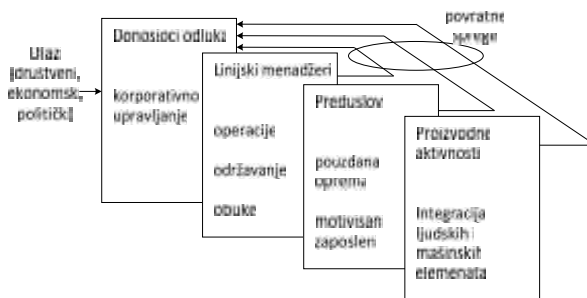 Ulaz
(društveni,
ekonomski,
politički)
Donosioci odluka
korporativno
upravljanje
Linijski menadžeri
operacije
održavanje
obuke
Preduslov
pouzdana
oprema
motivisani
zaposleni
Proizvodne
aktivnosti
Integracija
ljudskih i
mašinskih
elemenata
povratne
sprege